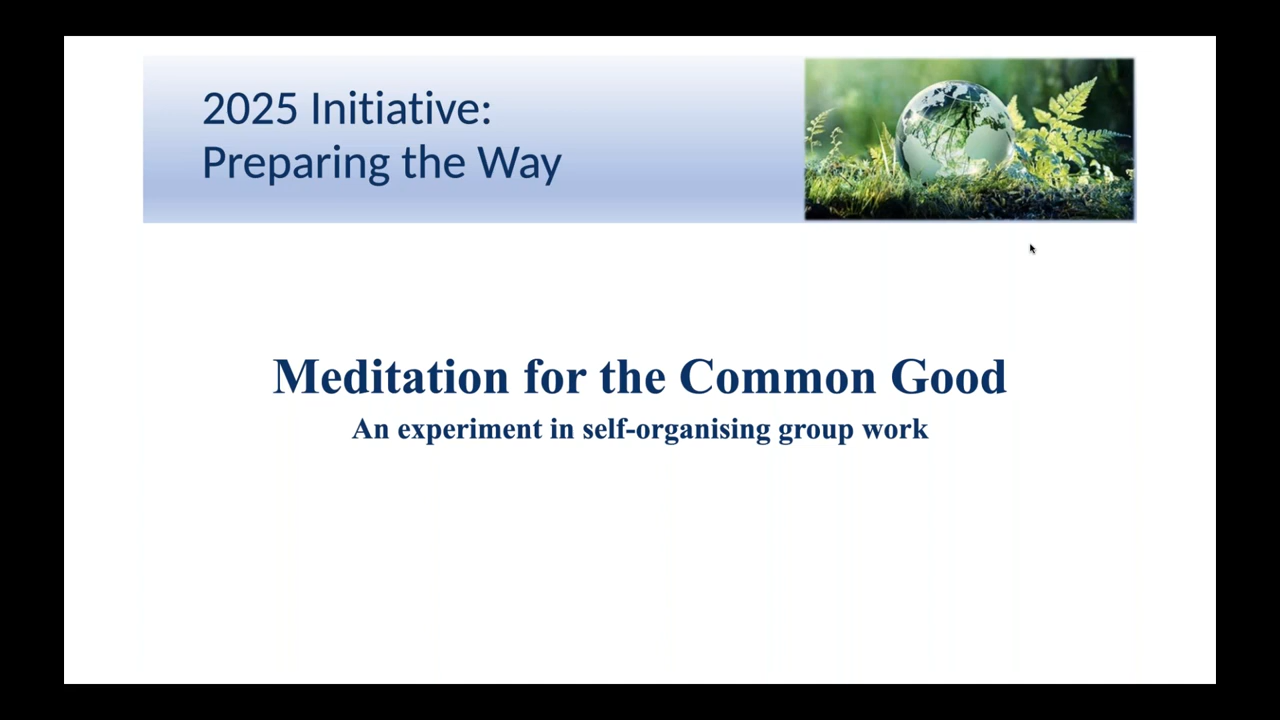 2025 Initiative:
Preparing the Way
Meditation for the Common Good
An experiment in self-organising group work